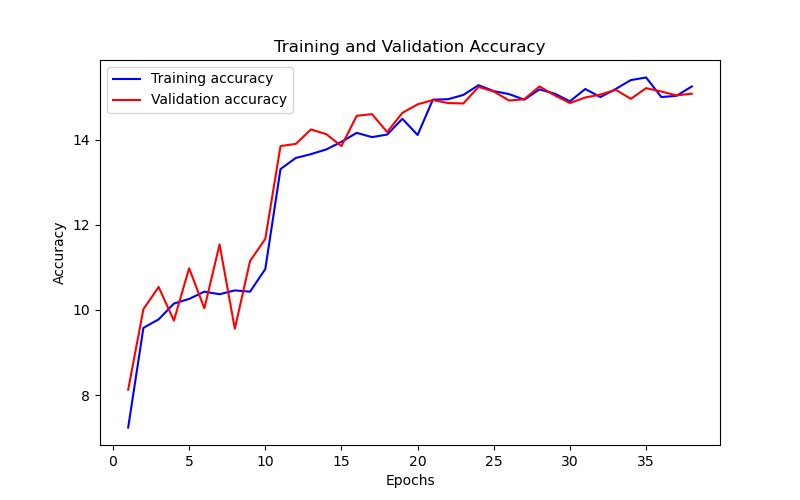 Training and Validation Accuracy
Training accuracy
Validation accuracy
Accuracy
14
12
10
8
0 5 10 15 20 25 30 35
Epochs